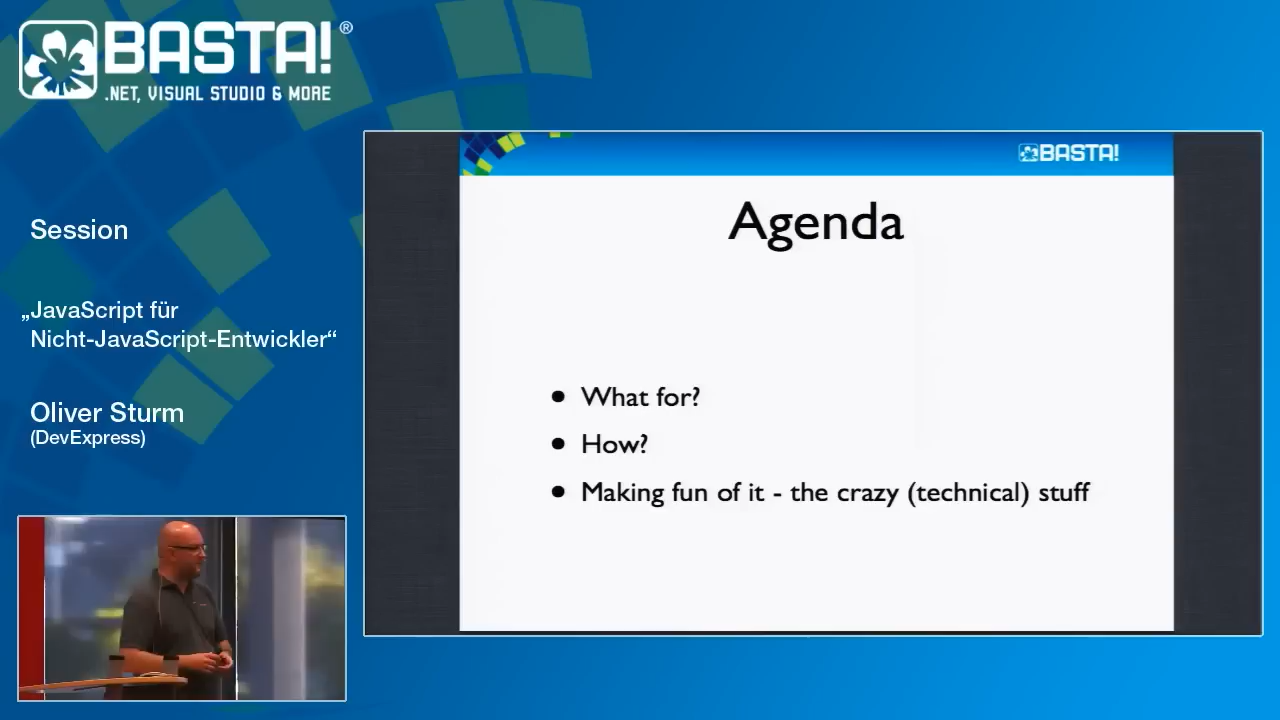 BASTA!®
.NET, VISUAL STUDIO & MORE
Session
„JavaScript für
Nicht-JavaScript-Entwickler“
Oliver Sturm
(DevExpress)
BASTA!
Agenda
• What for?
• How?
• Making fun of it - the crazy (technical) stuff